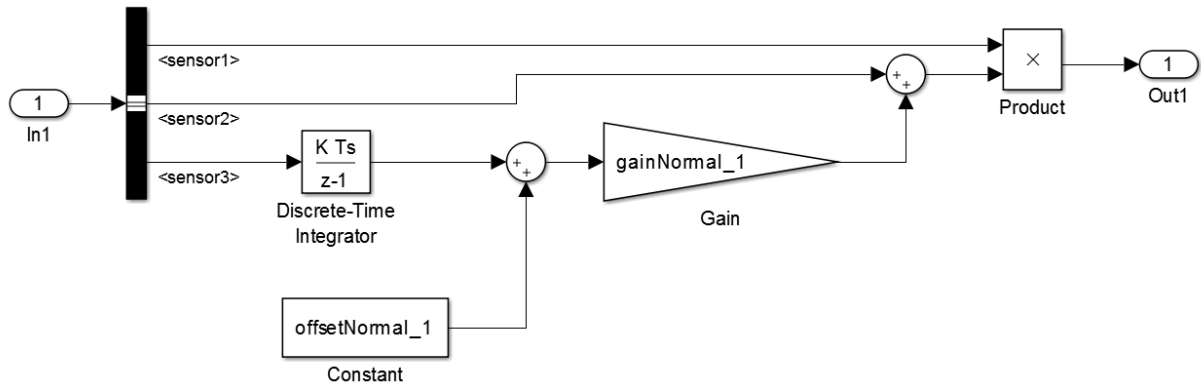 1
In1
<sensor1>
<sensor2>
<sensor3>
K Ts
z-1
Discrete-Time
Integrator
offsetNormal_1
Constant
+
+
gainNormal_1
Gain
+
+
×
Product
1
Out1